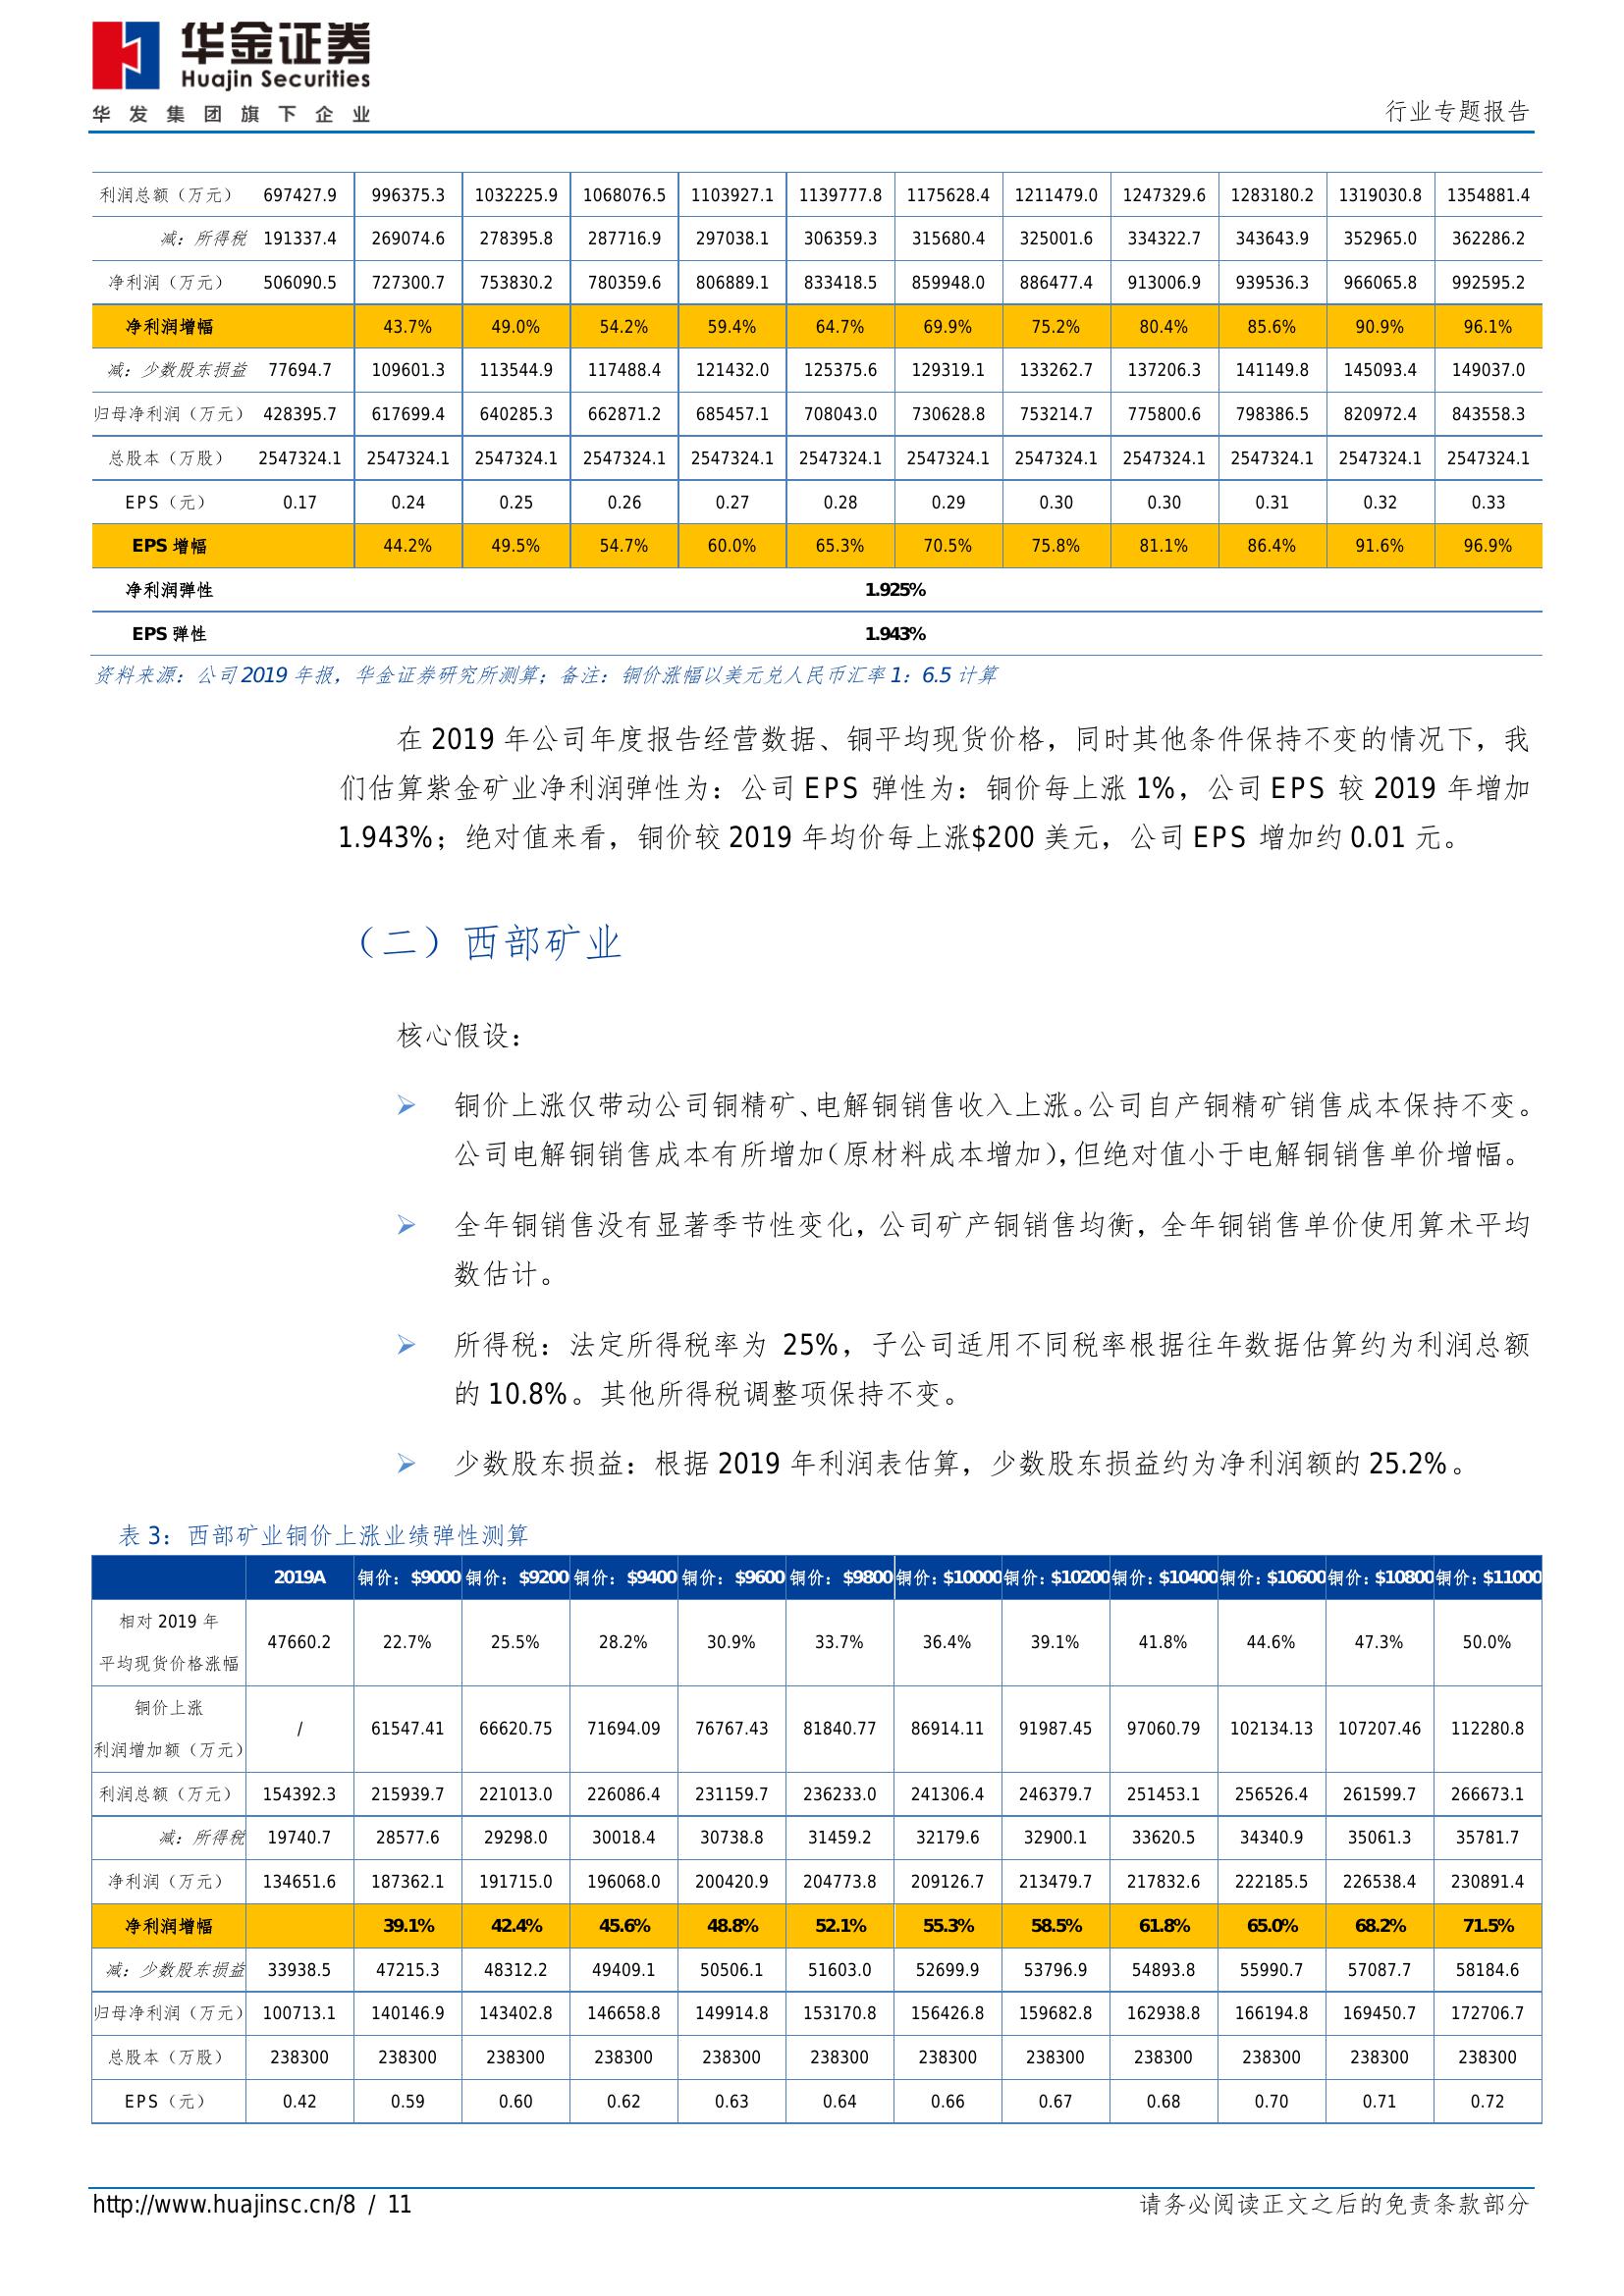 华金证券
Huajin Securities
华发集团旗下企业
行业专题报告
利润总额（万元） 697427.9 996375.3 1032225.9 1068076.5 1103927.1 1139777.8 1175628.4 1211479.0 1247329.6 1283180.2 1319030.8 1354881.4
减：所得税 191337.4 269074.6 278395.8 287716.9 297038.1 306359.3 315680.4 325001.6 334322.7 343643.9 352965.0 362286.2
净利润（万元） 506090.5 727300.7 753830.2 780359.6 806889.1 833418.5 859948.0 886477.4 913006.9 939536.3 966065.8 992595.2
净利润增幅 43.7% 49.0% 54.2% 59.4% 64.7% 69.9% 75.2% 80.4% 85.6% 90.9% 96.1%
减：少数股东损益 77694.7 109601.3 113544.9 117488.4 121432.0 125375.6 129319.1 133262.7 137206.3 141149.8 145093.4 149037.0
归母净利润（万元） 428395.7 617699.4 640285.3 662871.2 685457.1 708043.0 730628.8 753214.7 775800.6 798386.5 820972.4 843558.3
总股本（万股） 2547324.1 2547324.1 2547324.1 2547324.1 2547324.1 2547324.1 2547324.1 2547324.1 2547324.1 2547324.1 2547324.1 2547324.1
EPS（元） 0.17 0.24 0.25 0.26 0.27 0.28 0.29 0.30 0.30 0.31 0.32 0.33
EPS 增幅 44.2% 49.5% 54.7% 60.0% 65.3% 70.5% 75.8% 81.1% 86.4% 91.6% 96.9%
净利润弹性 1.925%
EPS 弹性 1.943%
资料来源：公司 2019 年报，华金证券研究所测算；备注：铜价涨幅以美元兑人民币汇率 1：6.5 计算
在 2019 年公司年度报告经营数据、铜平均现货价格，同时其他条件保持不变的情况下，我
们估算紫金矿业净利润弹性为：公司 EPS 弹性为：铜价每上涨 1%，公司 EPS 较 2019 年增加
1.943%；绝对值来看，铜价较 2019 年均价每上涨$200 美元，公司 EPS 增加约 0.01 元。
（二）西部矿业
核心假设：
➢ 铜价上涨仅带动公司铜精矿、电解铜销售收入上涨。公司自产铜精矿销售成本保持不变。
公司电解铜销售成本有所增加（原材料成本增加），但绝对值小于电解铜销售单价增幅。
➢ 全年铜销售没有显著季节性变化，公司矿产铜销售均衡，全年铜销售单价使用算术平均
数估计。
➢ 所得税：法定所得税率为 25%，子公司适用不同税率根据往年数据估算约为利润总额
的 10.8%。其他所得税调整项保持不变。
➢ 少数股东损益：根据 2019 年利润表估算，少数股东损益约为净利润额的 25.2%。
表 3：西部矿业铜价上涨业绩弹性测算
2019A 铜价：$9000 铜价：$9200 铜价：$9400 铜价：$9600 铜价：$9800 铜价：$10000 铜价：$10200 铜价：$10400 铜价：$10600 铜价：$10800 铜价：$11000
相对 2019 年
平均现货价格涨幅 47660.2 22.7% 25.5% 28.2% 30.9% 33.7% 36.4% 39.1% 41.8% 44.6% 47.3% 50.0%
铜价上涨
利润增加额（万元） / 61547.41 66620.75 71694.09 76767.43 81840.77 86914.11 91987.45 97060.79 102134.13 107207.46 112280.8
利润总额（万元） 154392.3 215939.7 221013.0 226086.4 231159.7 236233.0 241306.4 246379.7 251453.1 256526.4 261599.7 266673.1
减：所得税 19740.7 28577.6 29298.0 30018.4 30738.8 31459.2 32179.6 32900.1 33620.5 34340.9 35061.3 35781.7
净利润（万元） 134651.6 187362.1 191715.0 196068.0 200420.9 204773.8 209126.7 213479.7 217832.6 222185.5 226538.4 230891.4
净利润增幅 39.1% 42.4% 45.6% 48.8% 52.1% 55.3% 58.5% 61.8% 65.0% 68.2% 71.5%
减：少数股东损益 33938.5 47215.3 48312.2 49409.1 50506.1 51603.0 52699.9 53796.9 54893.8 55990.7 57087.7 58184.6
归母净利润（万元） 100713.1 140146.9 143402.8 146658.8 149914.8 153170.8 156426.8 159682.8 162938.8 166194.8 169450.7 172706.7
总股本（万股） 238300 238300 238300 238300 238300 238300 238300 238300 238300 238300 238300 238300
EPS（元） 0.42 0.59 0.60 0.62 0.63 0.64 0.66 0.67 0.68 0.70 0.71 0.72
http://www.huajinsc.cn/8 / 11
请务必阅读正文之后的免责条款部分